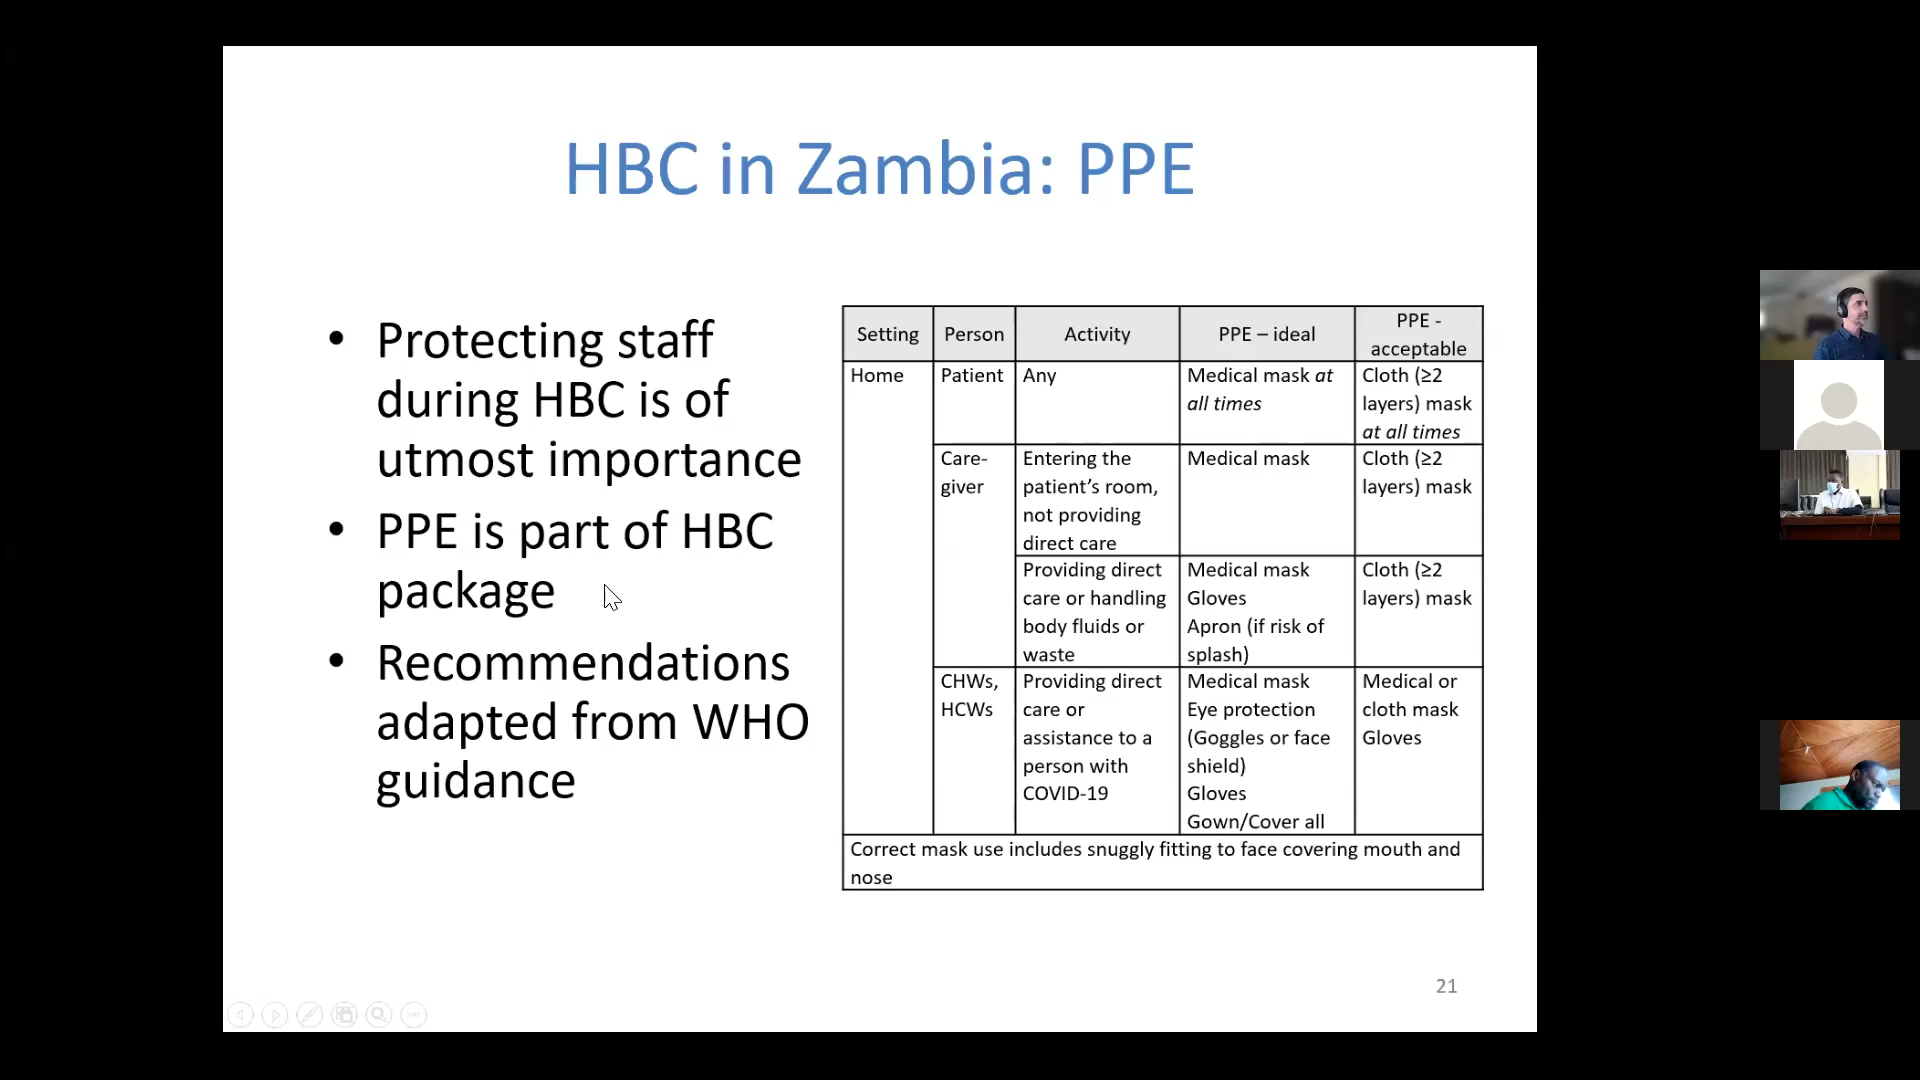 HBC in Zambia: PPE
• Protecting staff
during HBC is of
utmost importance
• PPE is part of HBC
package
• Recommendations
adapted from WHO
guidance
Setting
Person
Activity
PPE – ideal
PPE -
acceptable
Home
Patient
Any
Medical mask at
all times
Cloth (≥2
layers) mask
at all times
Care-
giver
Entering the
patient’s room,
not providing
direct care
Medical mask
Cloth (≥2
layers) mask
Providing direct
care or handling
body fluids or
waste
Medical mask
Gloves
Apron (if risk of
splash)
Cloth (≥2
layers) mask
CHWs,
HCWs
Providing direct
care or
assistance to a
person with
COVID-19
Medical mask
Eye protection
(Goggles or face
shield)
Gloves
Gown/Cover all
Medical or
cloth mask
Gloves
Correct mask use includes snuggly fitting to face covering mouth and
nose
21